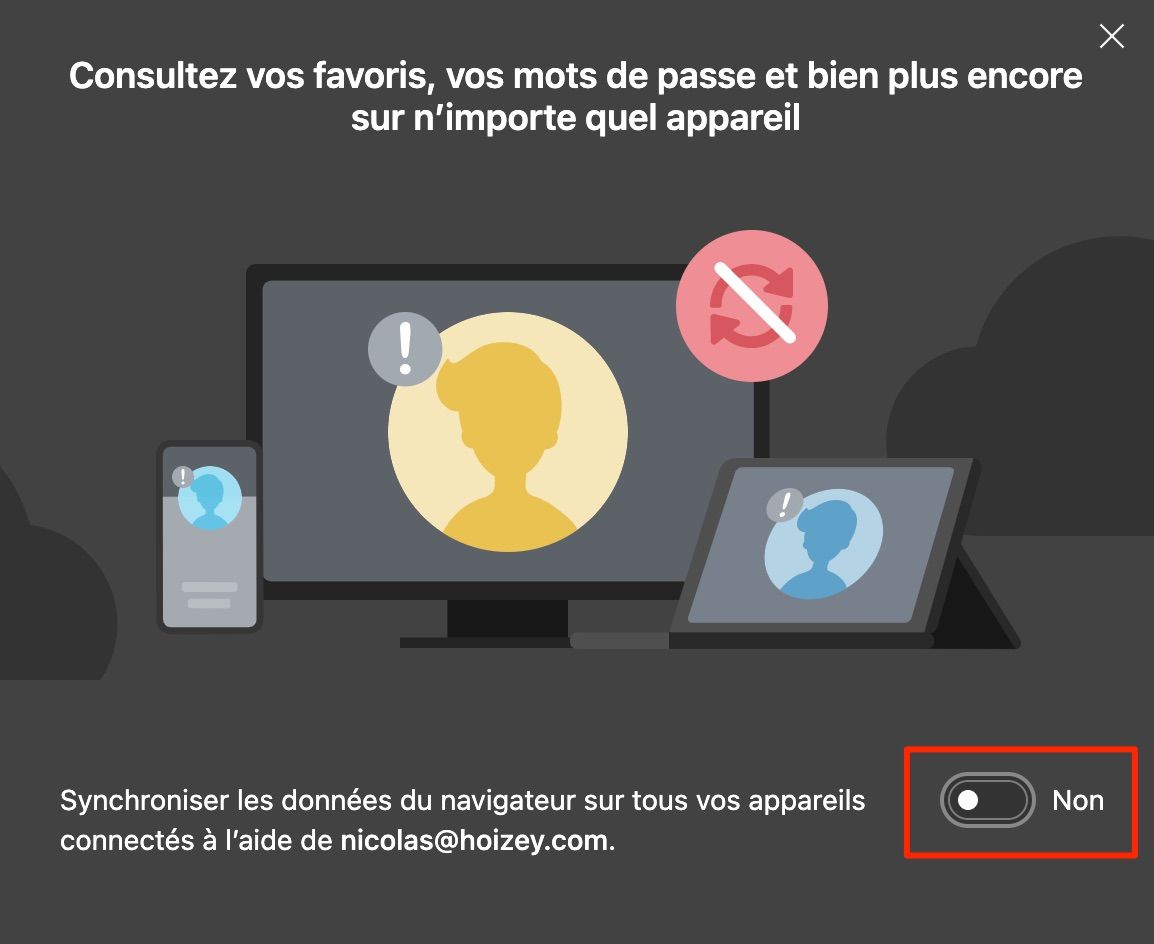 Consultez vos favoris, vos mots de passe et bien plus encore
sur n’importe quel appareil
!
!
!
Synchroniser les données du navigateur sur tous vos appareils
connectés à l’aide de nicolas@hoizey.com.
Non